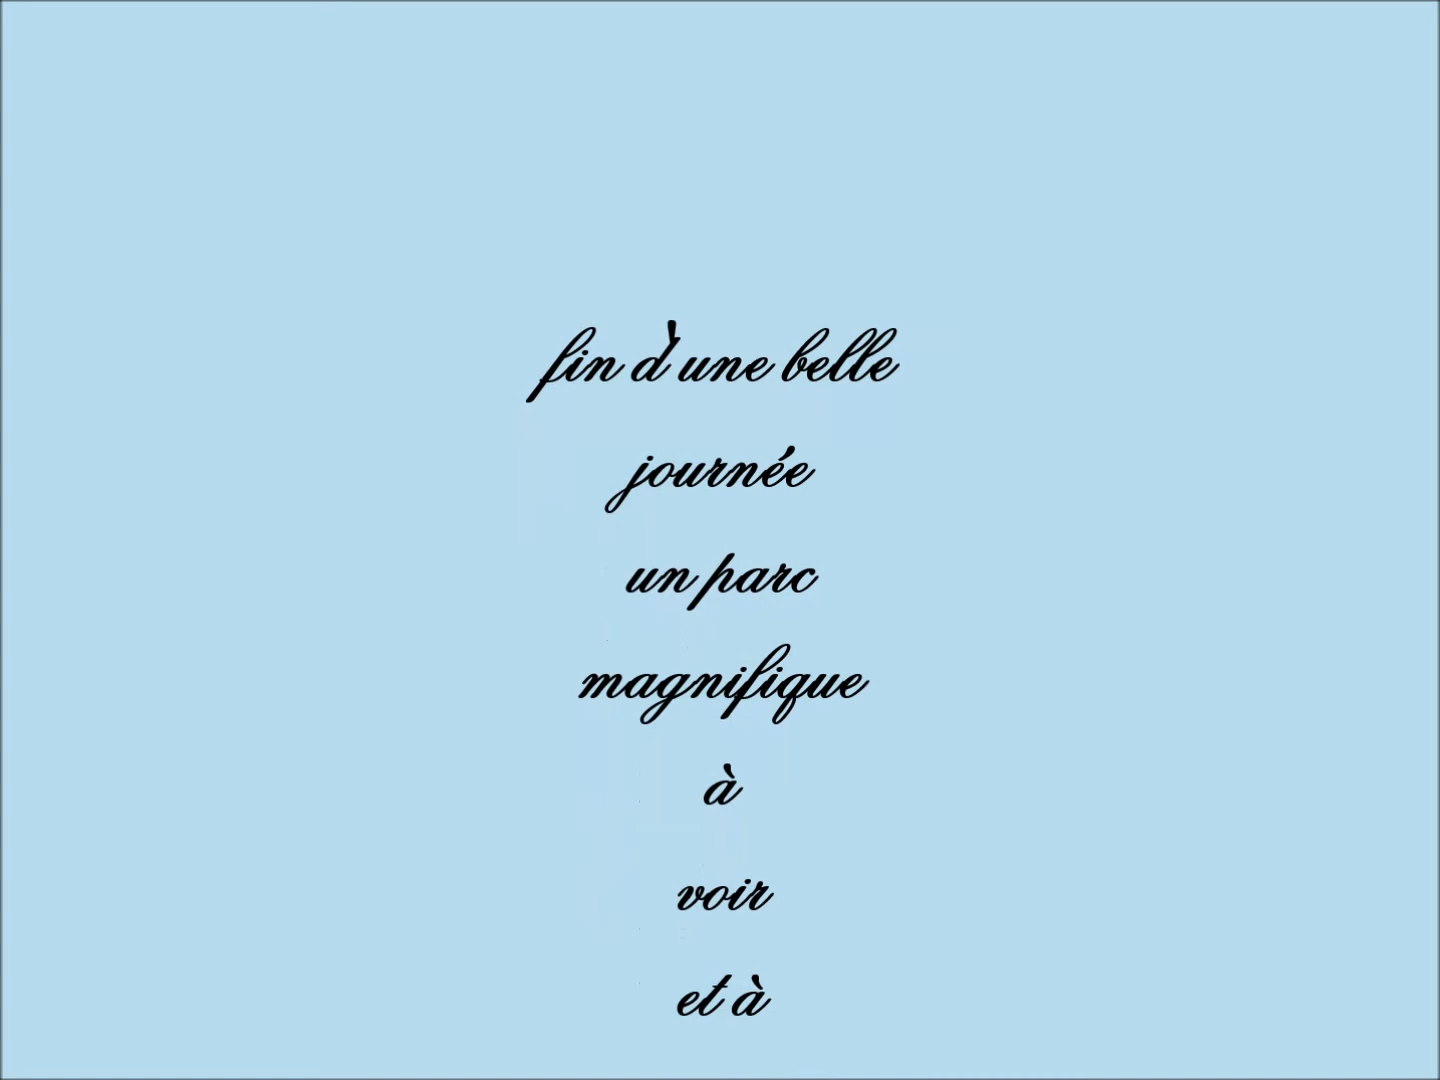 fin d'une belle
journée
un parc
magnifique
à
voir
et à